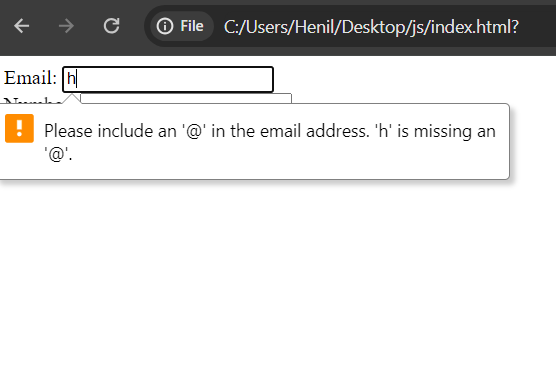 File C:/Users/Henil/Desktop/js/index.html?
Email: h
Please include an '@' in the email address. 'h' is missing an
'@'.